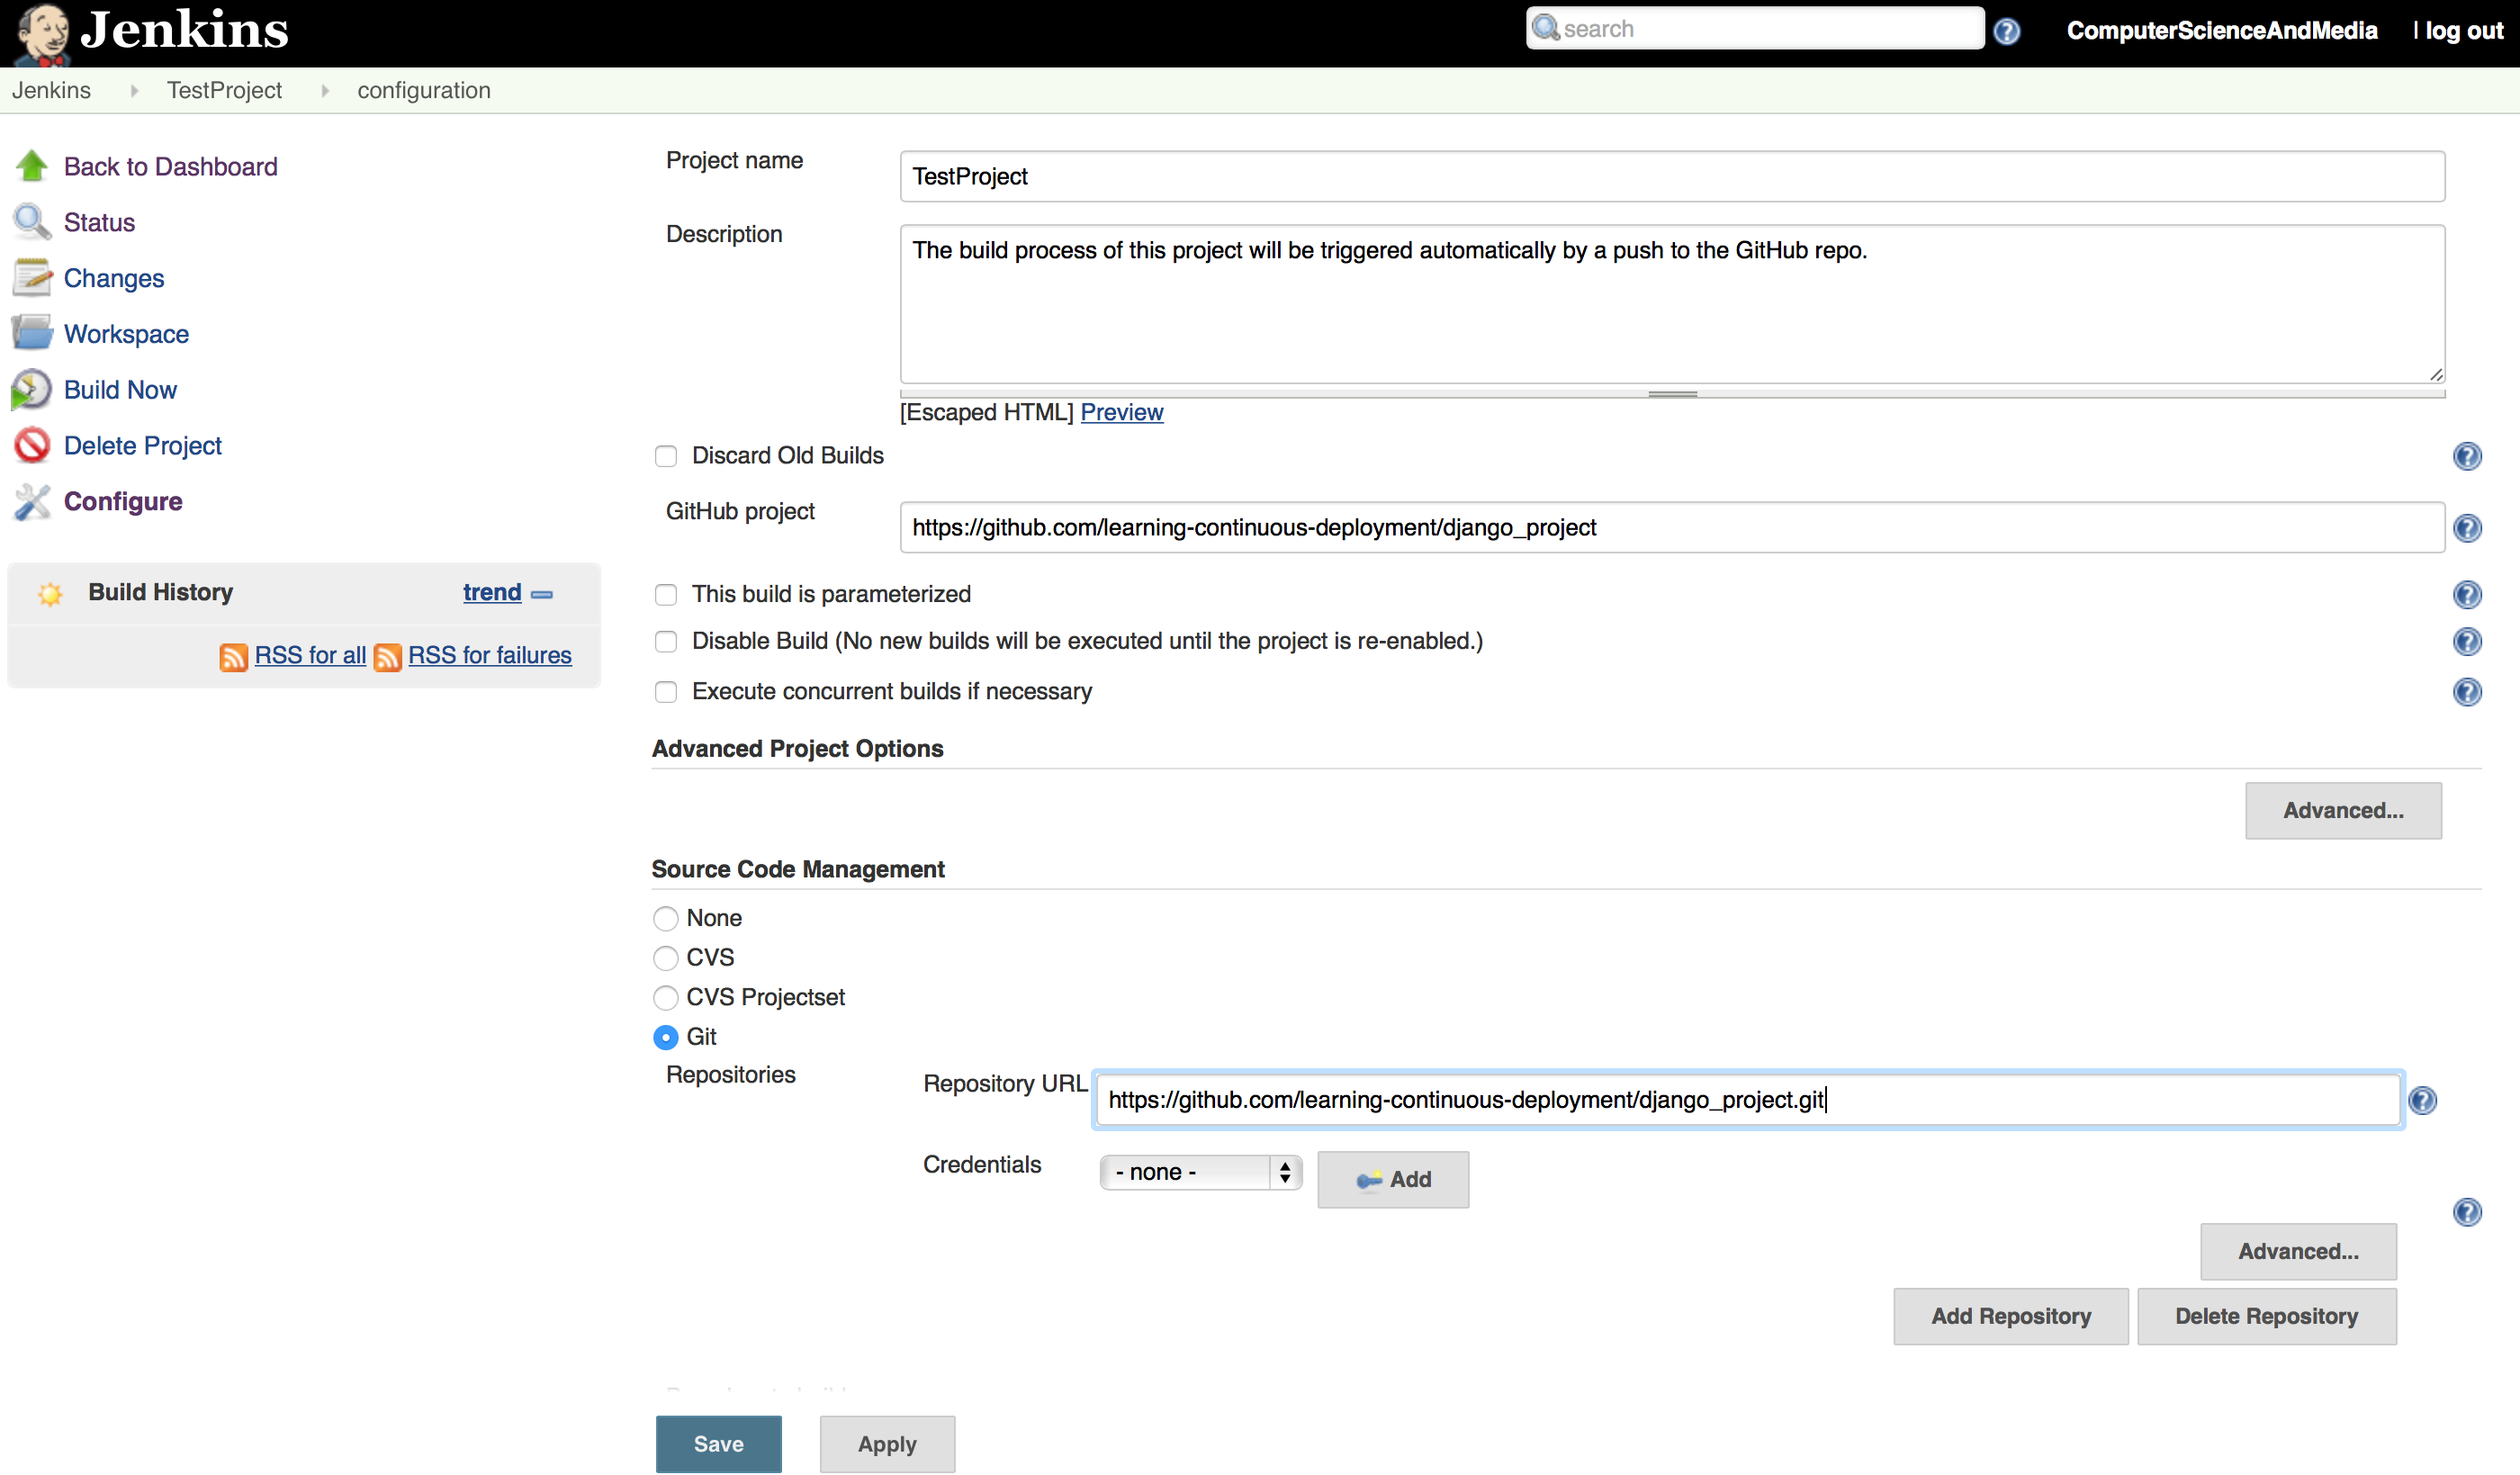 Jenkins
search
ComputerScienceAndMedia
| log out
Jenkins
TestProject
configuration
Back to Dashboard
Status
Changes
Workspace
Build Now
Delete Project
Configure
Build History
trend
RSS for all
RSS for failures
Project name
TestProject
Description
The build process of this project will be triggered automatically by a push to the GitHub repo.
[Escaped HTML] Preview
Discard Old Builds
GitHub project
https://github.com/learning-continuous-deployment/django_project
This build is parameterized
Disable Build (No new builds will be executed until the project is re-enabled.)
Execute concurrent builds if necessary
Advanced Project Options
Advanced...
Source Code Management
None
CVS
CVS Projectset
Git
Repositories
Repository URL
https://github.com/learning-continuous-deployment/django_project.git
Credentials
- none -
Add
Advanced...
Add Repository
Delete Repository
Save
Apply